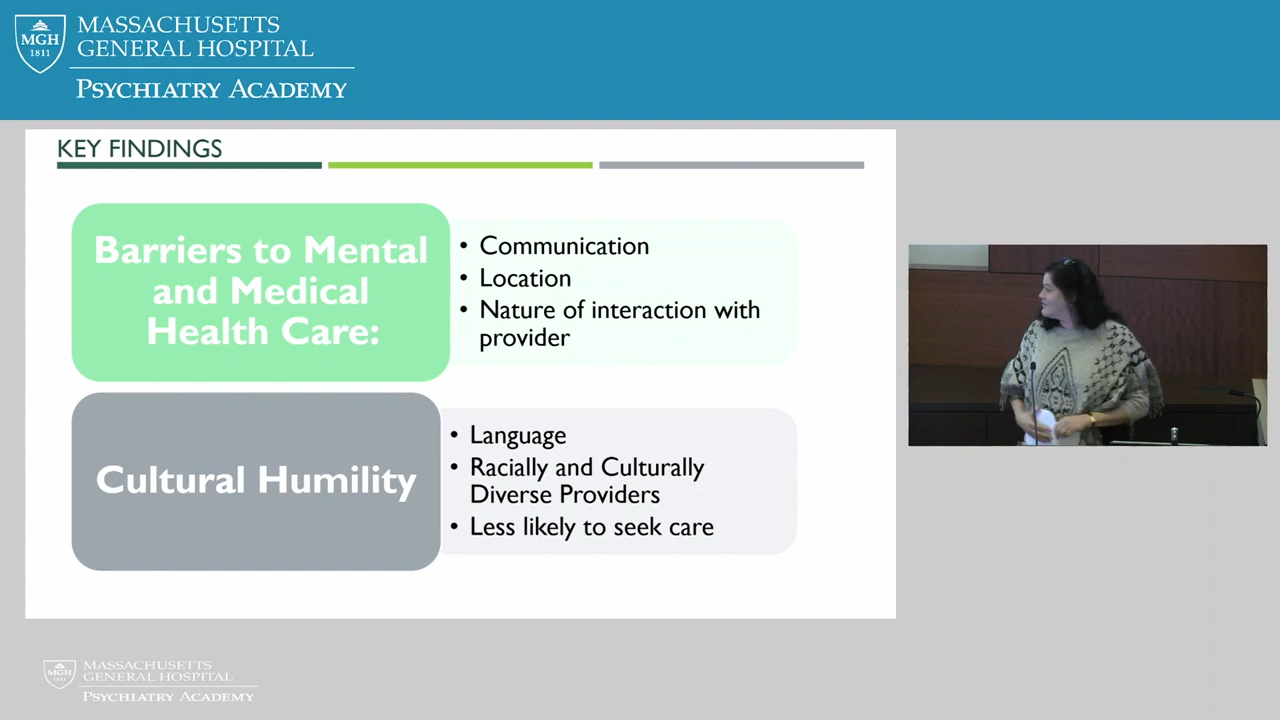 MGH
1811
MASSACHUSETTS
GENERAL HOSPITAL
PSYCHIATRY ACADEMY
KEY FINDINGS
Barriers to Mental
and Medical
Health Care:
• Communication
• Location
• Nature of interaction with
provider
Cultural Humility
• Language
• Racially and Culturally
Diverse Providers
• Less likely to seek care
MGH
1811
MASSACHUSETTS
GENERAL HOSPITAL
PSYCHIATRY ACADEMY